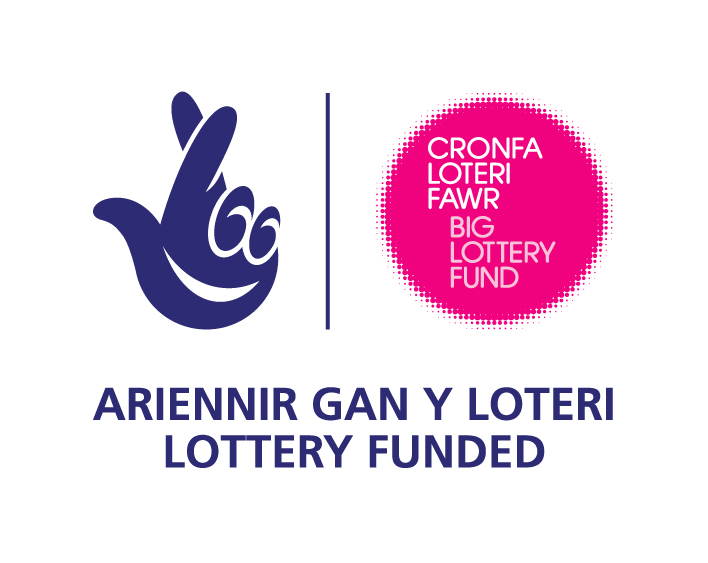 CRONFA
LOTERI
FAWR
BIG
LOTTERY
FUND
ARIENNIR GAN Y LOTERI
LOTTERY FUNDED